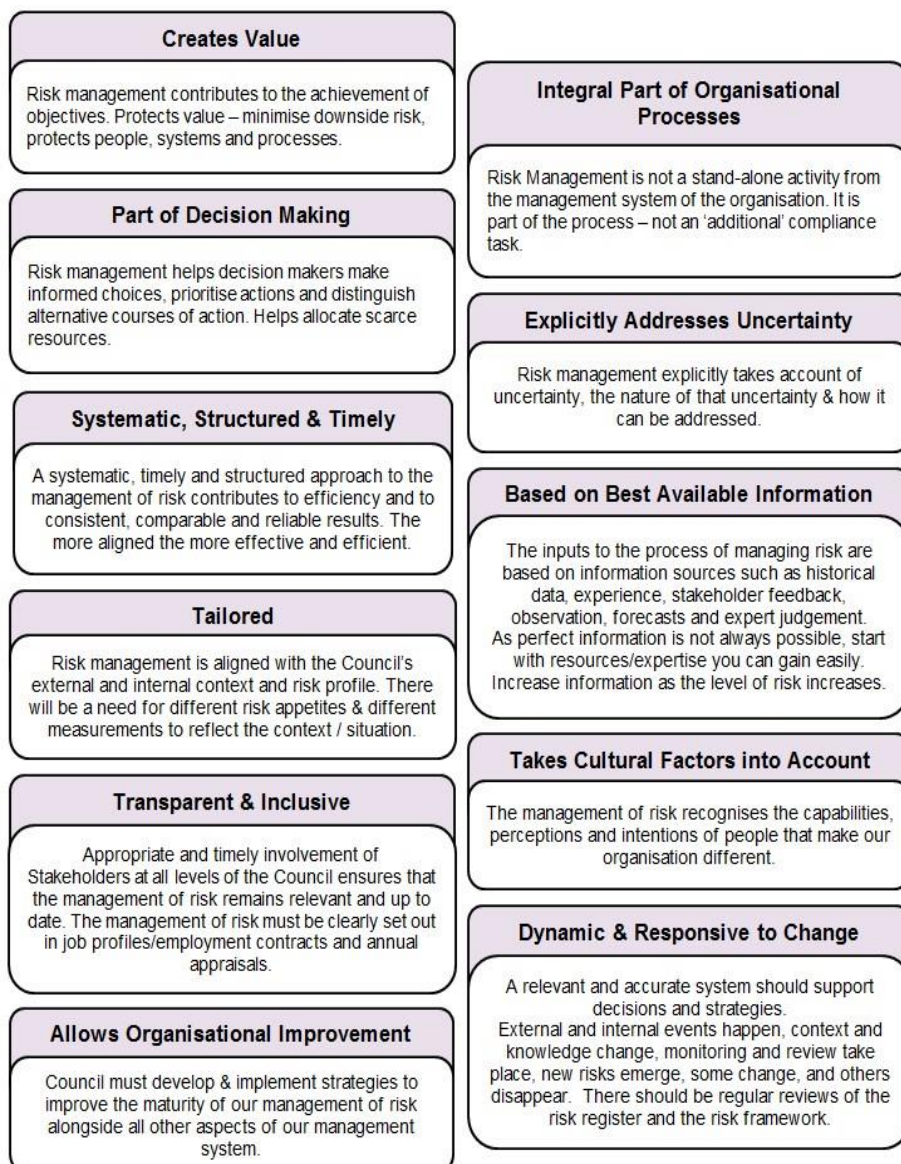 Creates Value
Risk management contributes to the achievement of
objectives. Protects value – minimise downside risk,
protects people, systems and processes.
Integral Part of Organisational
Processes
Risk Management is not a stand-alone activity from
the management system of the organisation. It is
part of the process – not an ‘additional’ compliance
task.
Part of Decision Making
Risk management helps decision makers make
informed choices, prioritise actions and distinguish
alternative courses of action. Helps allocate scarce
resources.
Explicitly Addresses Uncertainty
Risk management explicitly takes account of
uncertainty, the nature of that uncertainty & how it
can be addressed.
Systematic, Structured & Timely
A systematic, timely and structured approach to the
management of risk contributes to efficiency and to
consistent, comparable and reliable results. The
more aligned the more effective and efficient.
Based on Best Available Information
The inputs to the process of managing risk are
based on information sources such as historical
data, experience, stakeholder feedback,
observation, forecasts and expert judgement.
As perfect information is not always possible, start
with resources/expertise you can gain easily.
Increase information as the level of risk increases.
Tailored
Risk management is aligned with the Council’s
external and internal context and risk profile. There
will be a need for different risk appetites & different
measurements to reflect the context / situation.
Takes Cultural Factors into Account
The management of risk recognises the capabilities,
perceptions and intentions of people that make our
organisation different.
Transparent & Inclusive
Appropriate and timely involvement of
Stakeholders at all levels of the Council ensures that
the management of risk remains relevant and up to
date. The management of risk must be clearly set out
in job profiles/employment contracts and annual
appraisals.
Dynamic & Responsive to Change
A relevant and accurate system should support
decisions and strategies.
External and internal events happen, context and
knowledge change, monitoring and review take
place, new risks emerge, some change, and others
disappear. There should be regular reviews of the
risk register and the risk framework.
Allows Organisational Improvement
Council must develop & implement strategies to
improve the maturity of our management of risk
alongside all other aspects of our management
system.